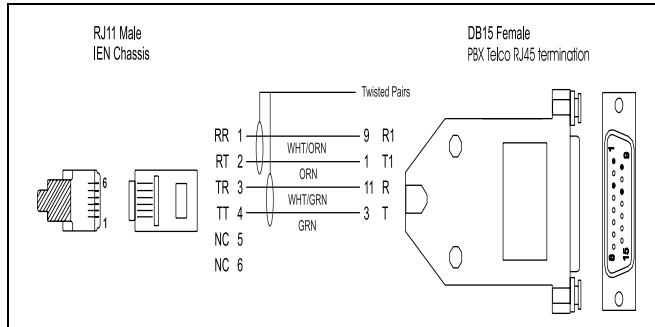 RJ11 Male
IEN Chassis
DB15 Female
PBX Telco RJ45 termination
Twisted Pairs
RR 1 9 R1
WHT/ORN
RT 2 1 T1
ORN
TR 3 11 R
WHT/GRN
TT 4 3 T
GRN
NC 5
NC 6
6
1
1
9
8
15